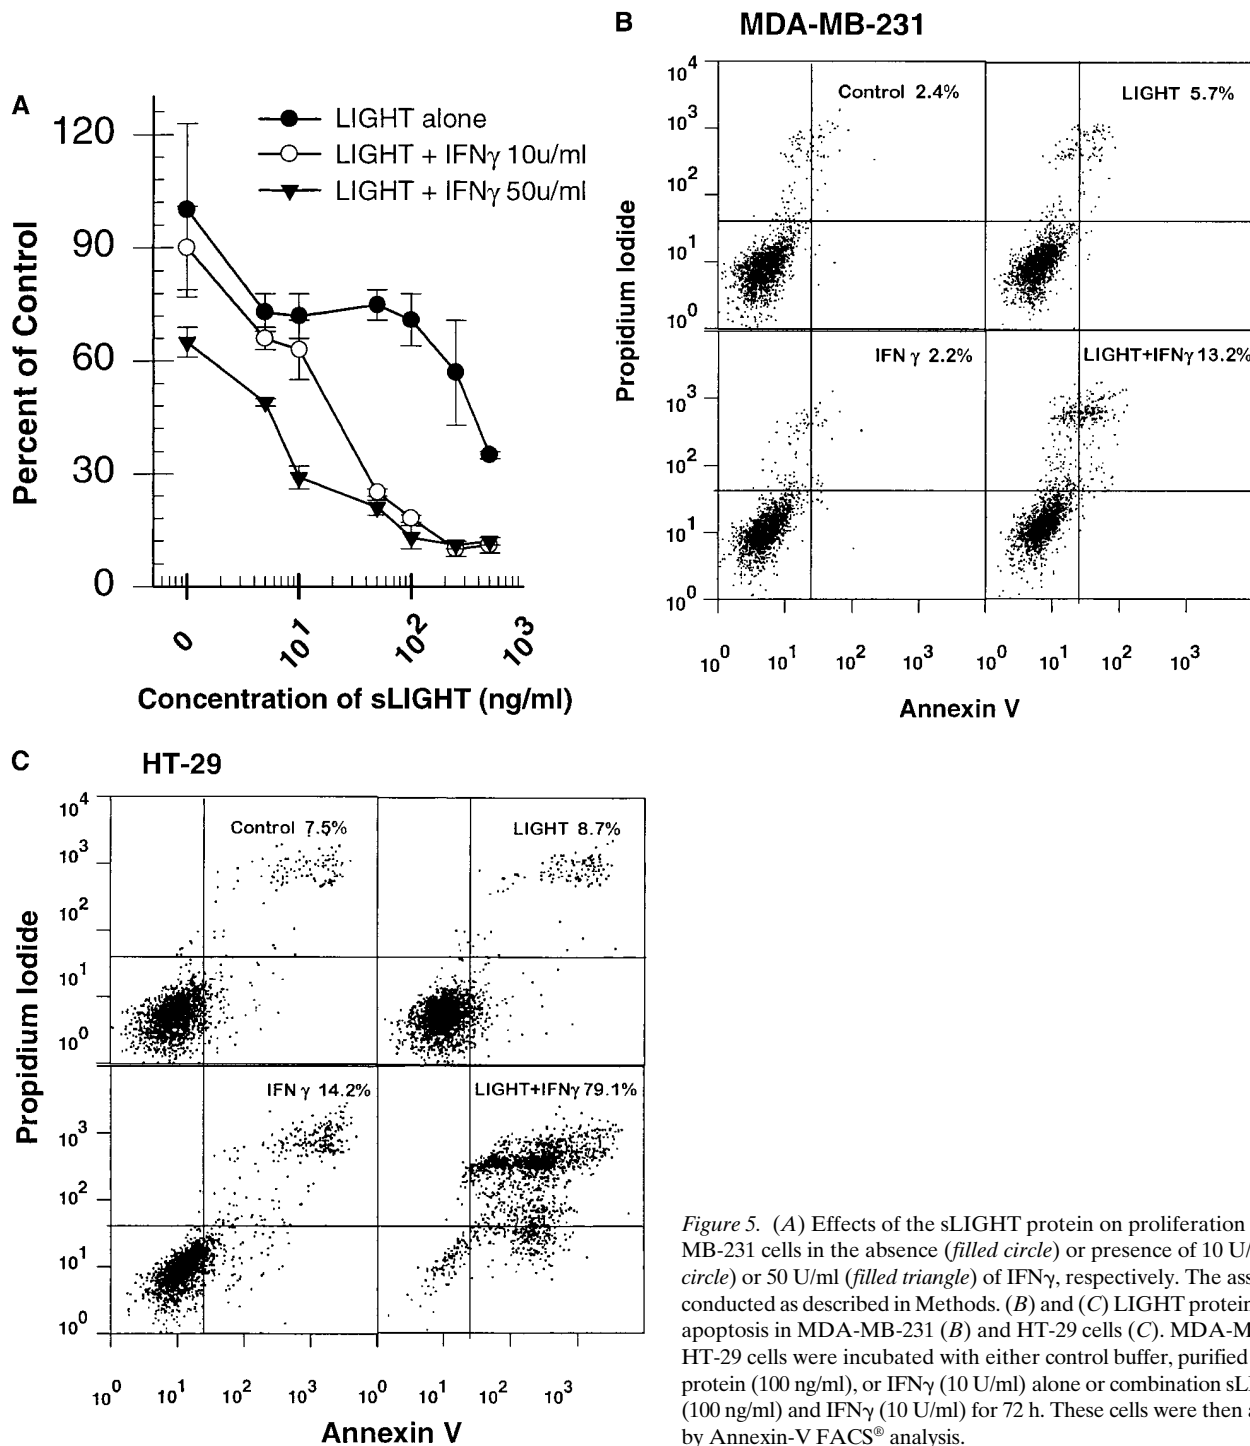 A
120
90
60
30
0
Percent of Control
LIGHT alone
LIGHT + IFNγ 10u/ml
LIGHT + IFNγ 50u/ml
0
10¹
10²
10³
Concentration of sLIGHT (ng/ml)
B
MDA-MB-231
Propidium Iodide
10⁴
10³
10²
10¹
10⁰
Control 2.4%
LIGHT 5.7%
10³
10²
10¹
10⁰
IFN γ 2.2%
LIGHT+IFNγ 13.2%
10⁰ 10¹ 10² 10³ 10⁰ 10¹ 10² 10³
Annexin V
C
HT-29
Propidium Iodide
10⁴
10³
10²
10¹
10⁰
Control 7.5%
LIGHT 8.7%
10³
10²
10¹
10⁰
IFN γ 14.2%
LIGHT+IFNγ 79.1%
10⁰ 10¹ 10² 10³ 10⁰ 10¹ 10² 10³
Annexin V
Figure 5. (A) Effects of the sLIGHT protein on proliferation
MB-231 cells in the absence (filled circle) or presence of 10 U/
circle) or 50 U/ml (filled triangle) of IFNγ, respectively. The ass
conducted as described in Methods. (B) and (C) LIGHT protein
apoptosis in MDA-MB-231 (B) and HT-29 cells (C). MDA-M
HT-29 cells were incubated with either control buffer, purified
protein (100 ng/ml), or IFNγ (10 U/ml) alone or combination sLI
(100 ng/ml) and IFNγ (10 U/ml) for 72 h. These cells were then a
by Annexin-V FACS® analysis.